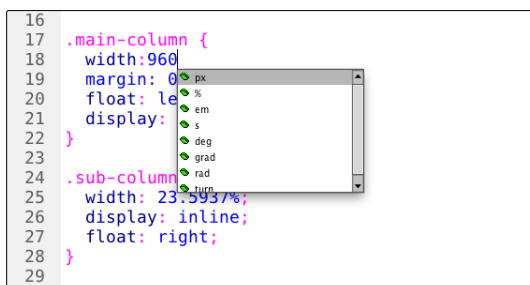 16
17 .main-column {
18 width:960
19 margin: 0
20 float: le
21 display:
22 }
23
24 .sub-column
25 width: 23.5937%;
26 display: inline;
27 float: right;
28 }
29
px
%
em
s
deg
grad
rad
turn